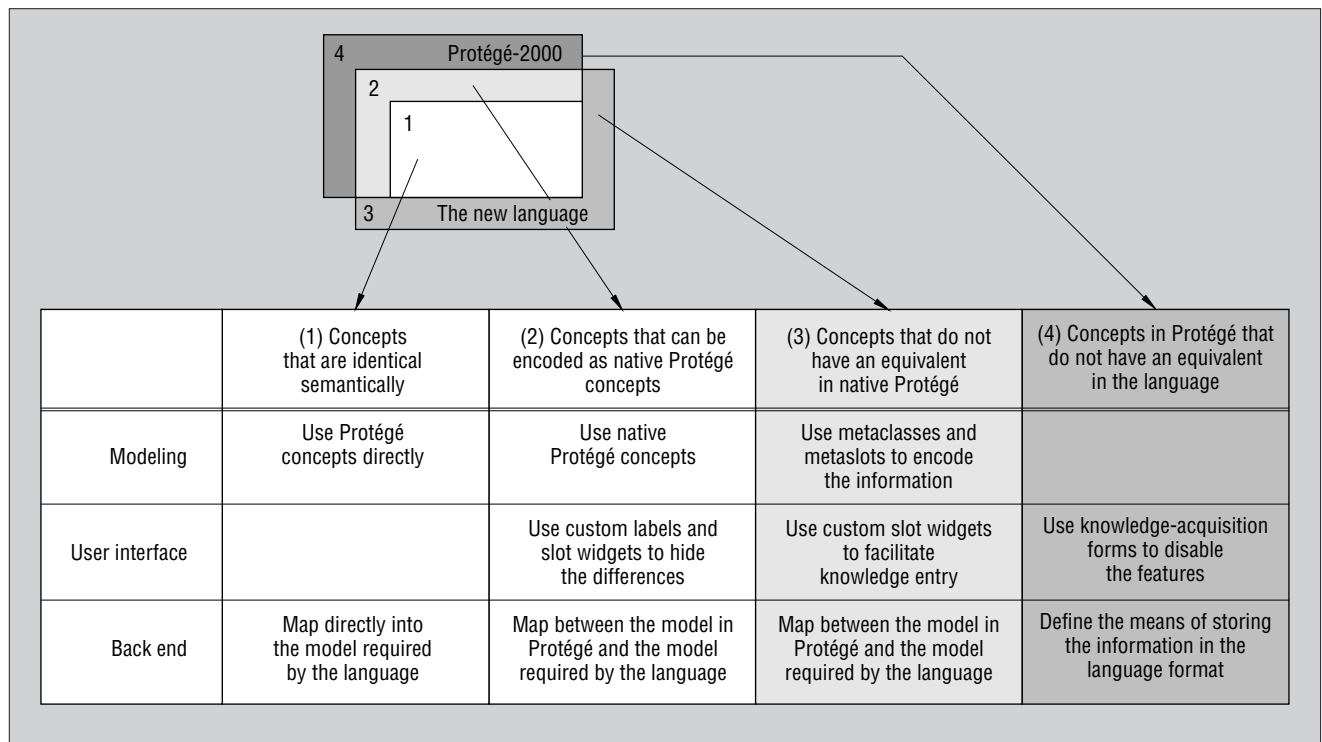 4 Protégé-2000
2
1
3 The new language
(1) Concepts
that are identical
semantically
(2) Concepts that can be
encoded as native Protégé
concepts
(3) Concepts that do not
have an equivalent
in native Protégé
(4) Concepts in Protégé that
do not have an equivalent
in the language
Modeling
Use Protégé
concepts directly
Use native
Protégé concepts
Use metaclasses and
metaslots to encode
the information
User interface
Use custom labels and
slot widgets to hide
the differences
Use custom slot widgets
to facilitate
knowledge entry
Use knowledge-acquisition
forms to disable
the features
Back end
Map directly into
the model required
by the language
Map between the model in
Protégé and the model
required by the language
Map between the model in
Protégé and the model
required by the language
Define the means of storing
the information in the
language format